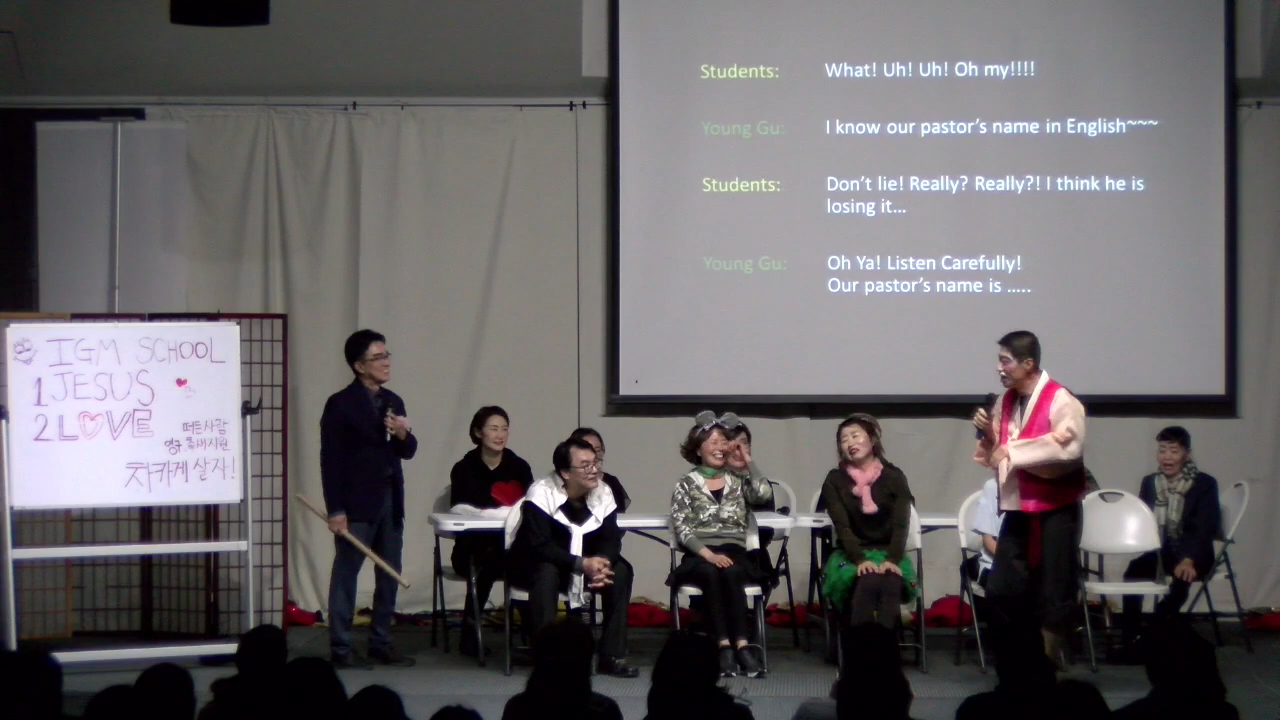 Students: What! Uh! Uh! Oh my!!!!
Young Gu: I know our pastor's name in English~~~
Students: Don't lie! Really? Really?! I think he is
losing it...
Young Gu: Oh Ya! Listen Carefully!
Our pastor's name is .....
IGM SCHOOL
1 JESUS
2 LOVE
떠든사람
영구
차카게 살자!